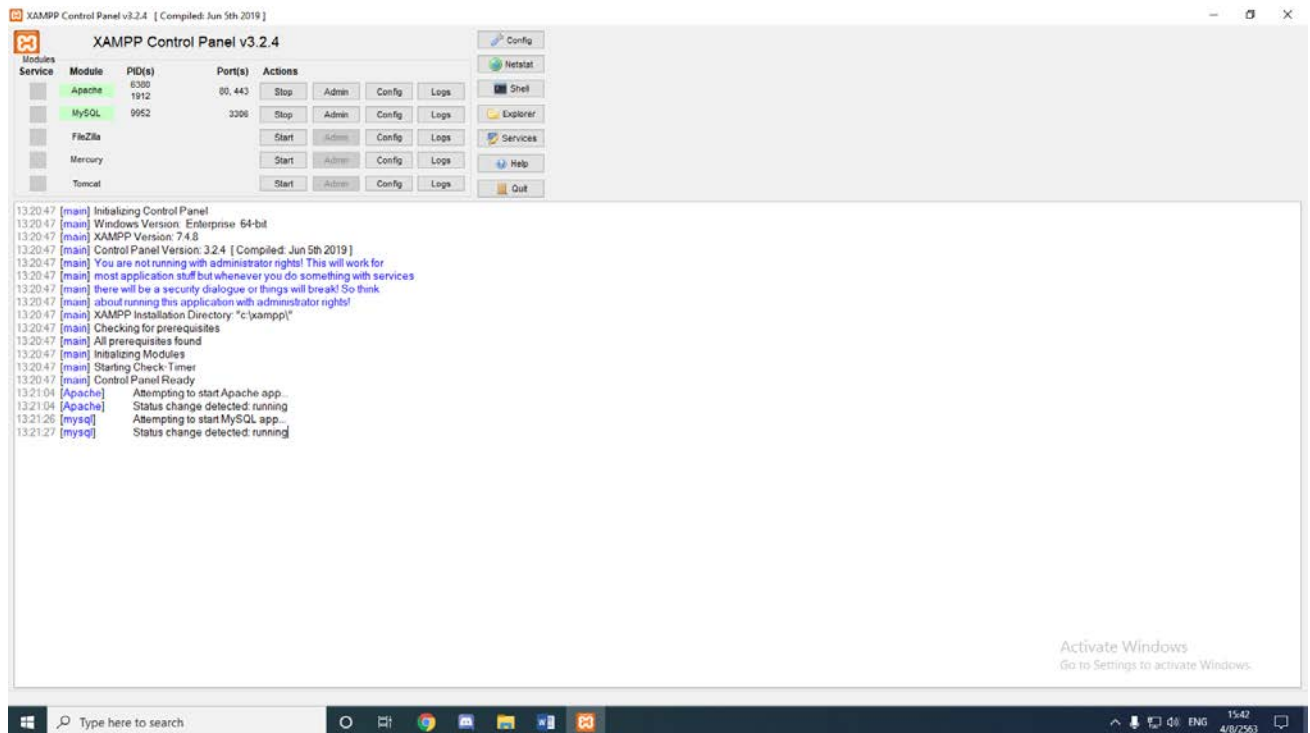 XAMPP Control Panel v3.2.4 [ Compiled: Jun 5th 2019 ]
XAMPP Control Panel v3.2.4
Config
Modules
Service Module PID(s) Port(s) Actions
Netstat
Apache 6380 1912 80, 443 Stop Admin Config Logs
Shell
MySQL 9952 3306 Stop Admin Config Logs
Explorer
FileZilla Start Admin Config Logs
Services
Mercury Start Admin Config Logs
Help
Tomcat Start Admin Config Logs
Quit
13:20:47 [main] Initializing Control Panel
13:20:47 [main] Windows Version: Enterprise 64-bit
13:20:47 [main] XAMPP Version: 7.4.8
13:20:47 [main] Control Panel Version: 3.2.4 [ Compiled: Jun 5th 2019 ]
13:20:47 [main] You are not running with administrator rights! This will work for
13:20:47 [main] most application stuff but whenever you do something with services
13:20:47 [main] there will be a security dialogue or things will break! So think
13:20:47 [main] about running this application with administrator rights!
13:20:47 [main] XAMPP Installation Directory: "c:\xampp\"
13:20:47 [main] Checking for prerequisites
13:20:47 [main] All prerequisites found
13:20:47 [main] Initializing Modules
13:20:47 [main] Starting Check-Timer
13:20:47 [main] Control Panel Ready
13:21:04 [Apache] Attempting to start Apache app...
13:21:04 [Apache] Status change detected: running
13:21:26 [mysql] Attempting to start MySQL app...
13:21:27 [mysql] Status change detected: running
Activate Windows
Go to Settings to activate Windows.
Type here to search
ENG
15:42
4/8/2563